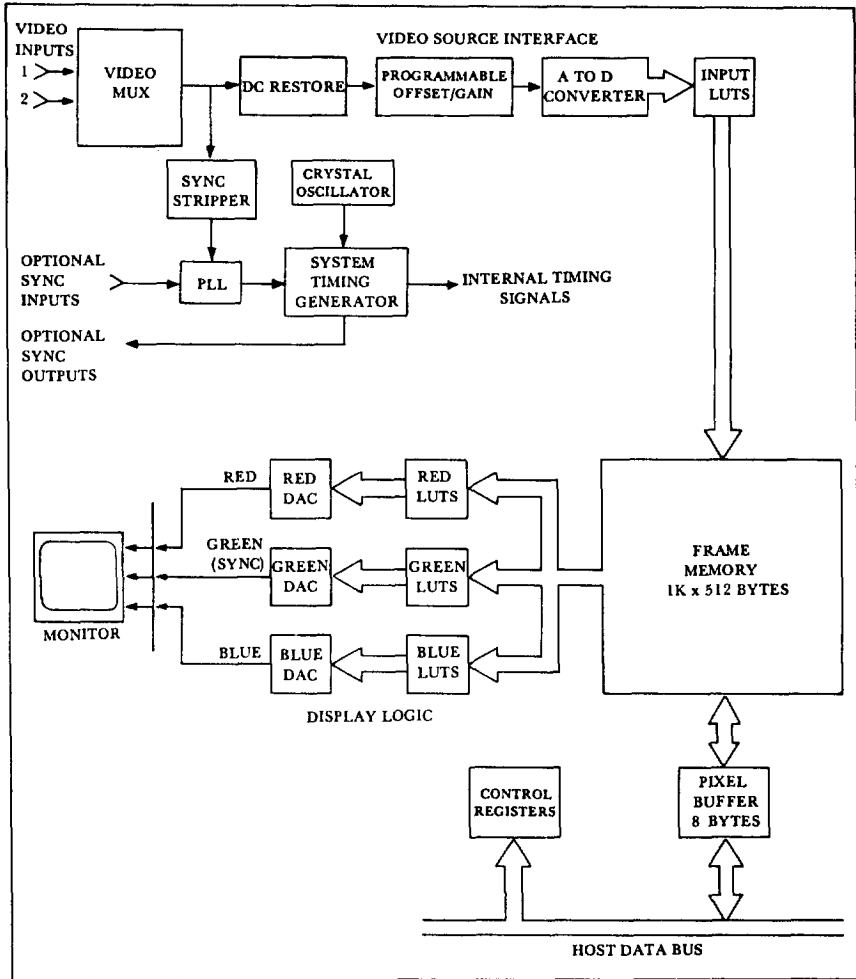 VIDEO
INPUTS
1
2
VIDEO
MUX
VIDEO SOURCE INTERFACE
DC RESTORE
PROGRAMMABLE
OFFSET/GAIN
A TO D
CONVERTER
INPUT
LUTS
SYNC
STRIPPER
CRYSTAL
OSCILLATOR
OPTIONAL
SYNC
INPUTS
PLL
SYSTEM
TIMING
GENERATOR
INTERNAL TIMING
SIGNALS
OPTIONAL
SYNC
OUTPUTS
RED
RED
DAC
RED
LUTS
GREEN
(SYNC)
GREEN
DAC
GREEN
LUTS
FRAME
MEMORY
1K x 512 BYTES
MONITOR
BLUE
BLUE
DAC
BLUE
LUTS
DISPLAY LOGIC
CONTROL
REGISTERS
PIXEL
BUFFER
8 BYTES
HOST DATA BUS